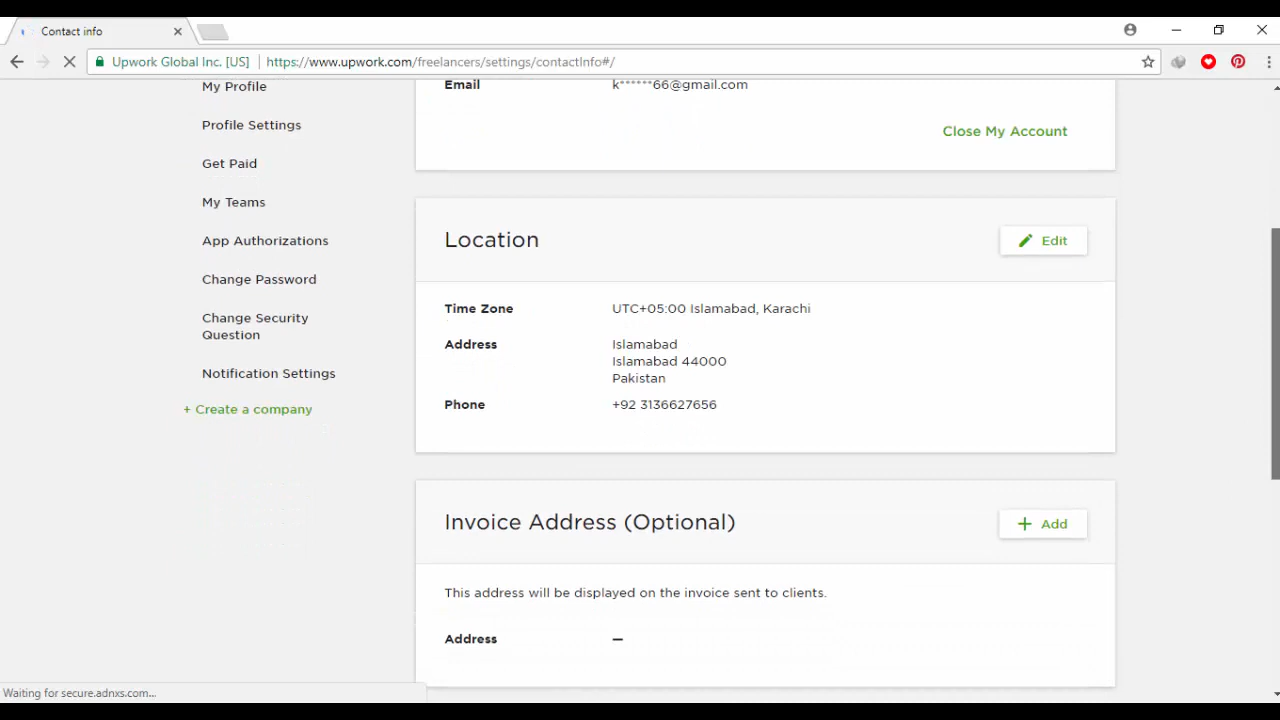 Contact info
Upwork Global Inc. [US]
https://www.upwork.com/freelancers/settings/contactInfo#/
My Profile
Profile Settings
Get Paid
My Teams
App Authorizations
Change Password
Change Security
Question
Notification Settings
+ Create a company
Email k******66@gmail.com
Close My Account
Location
Edit
Time Zone UTC+05:00 Islamabad, Karachi
Address Islamabad
Islamabad 44000
Pakistan
Phone +92 3136627656
Invoice Address (Optional)
+ Add
This address will be displayed on the invoice sent to clients.
Address –
Waiting for secure.adnxs.com...